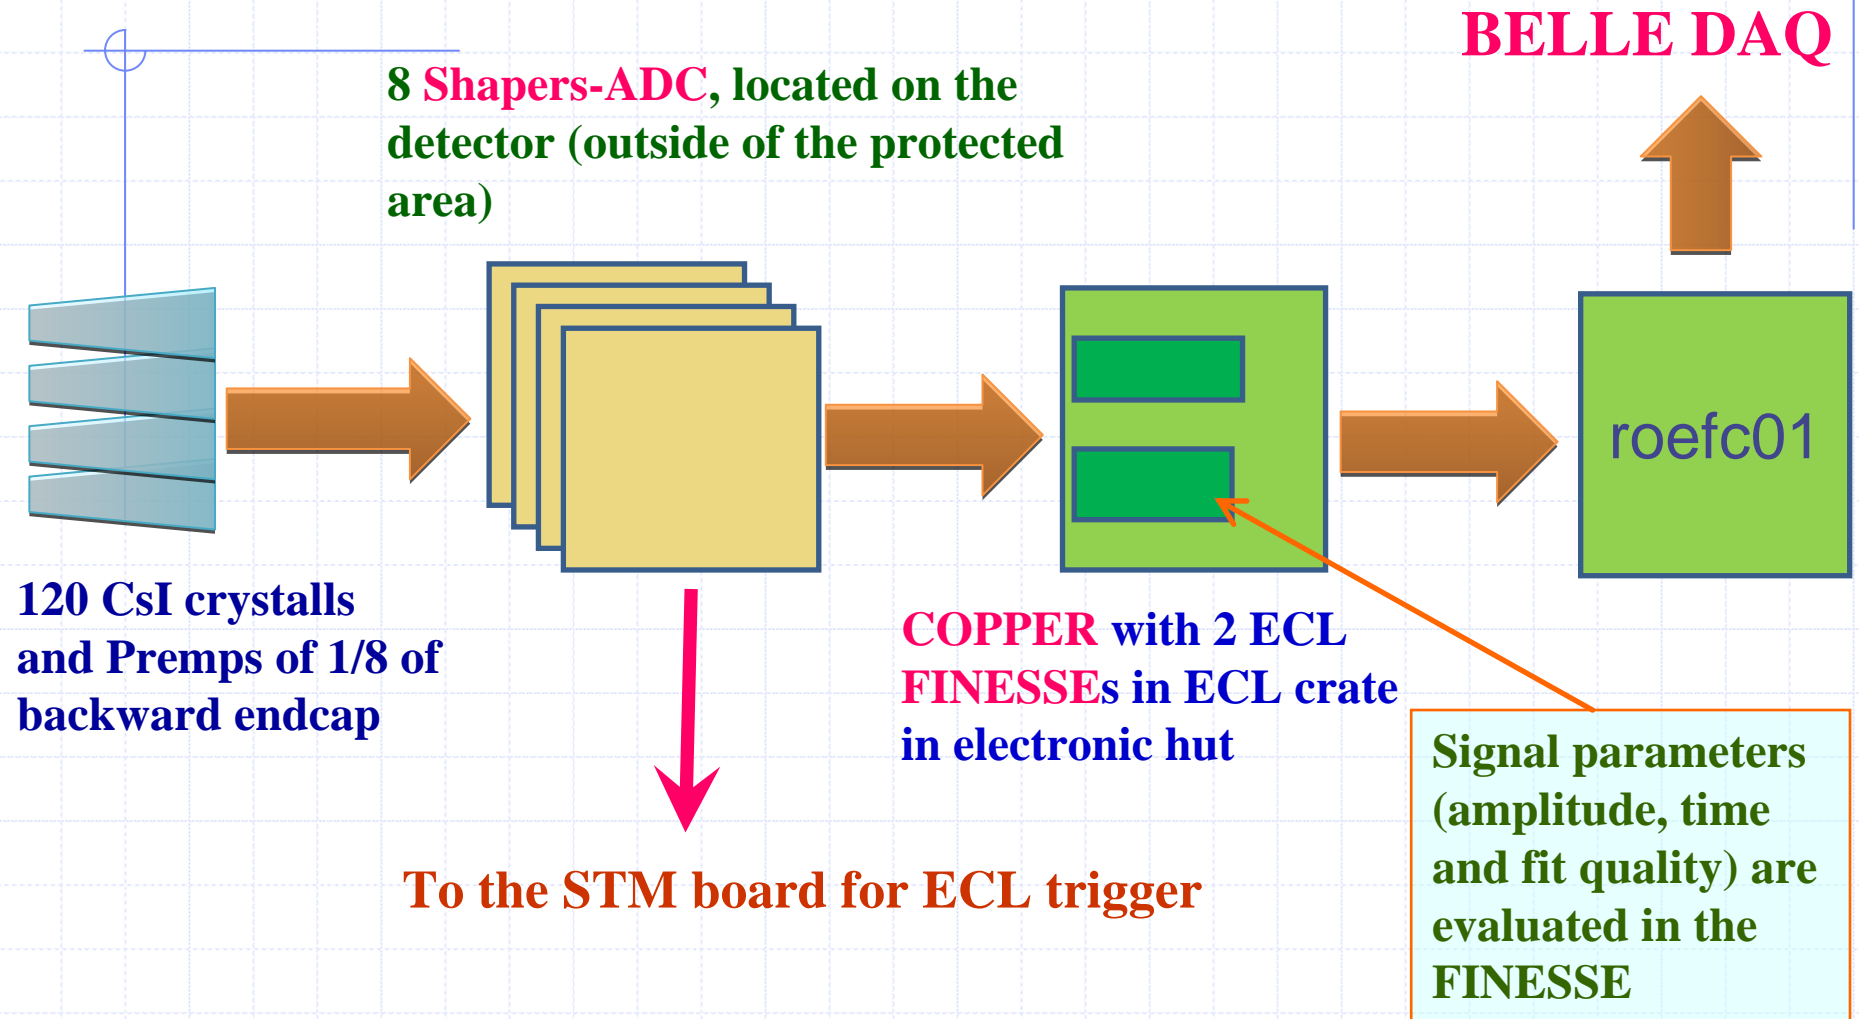 BELLE DAQ
8 Shapers-ADC, located on the
detector (outside of the protected
area)
roefc01
120 CsI crystalls
and Premps of 1/8 of
backward endcap
COPPER with 2 ECL
FINESSEs in ECL crate
in electronic hut
Signal parameters
(amplitude, time
and fit quality) are
evaluated in the
FINESSE
To the STM board for ECL trigger